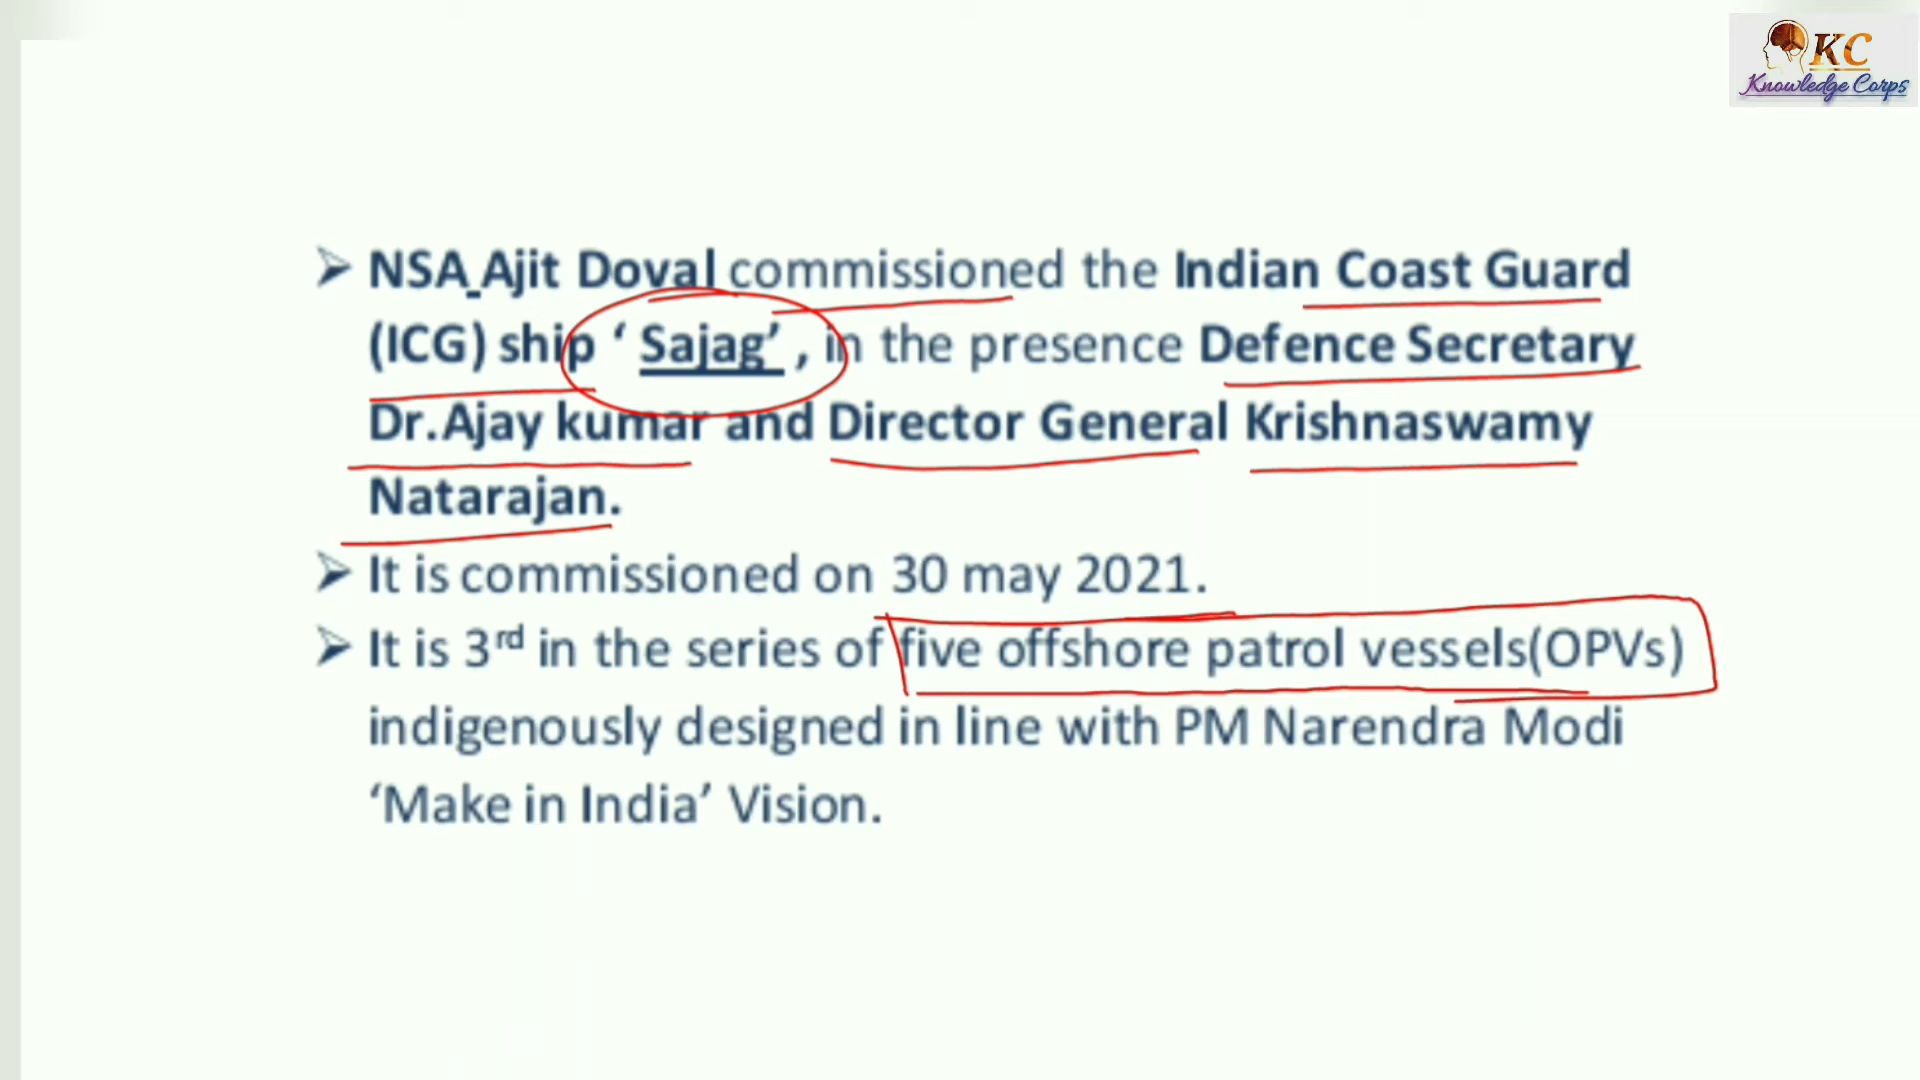 KC
Knowledge Corps
➢ NSA Ajit Doval commissioned the Indian Coast Guard
(ICG) ship ‘ Sajag’ , in the presence Defence Secretary
Dr.Ajay kumar and Director General Krishnaswamy
Natarajan.
➢ It is commissioned on 30 may 2021.
➢ It is 3rd in the series of five offshore patrol vessels(OPVs)
indigenously designed in line with PM Narendra Modi
‘Make in India’ Vision.